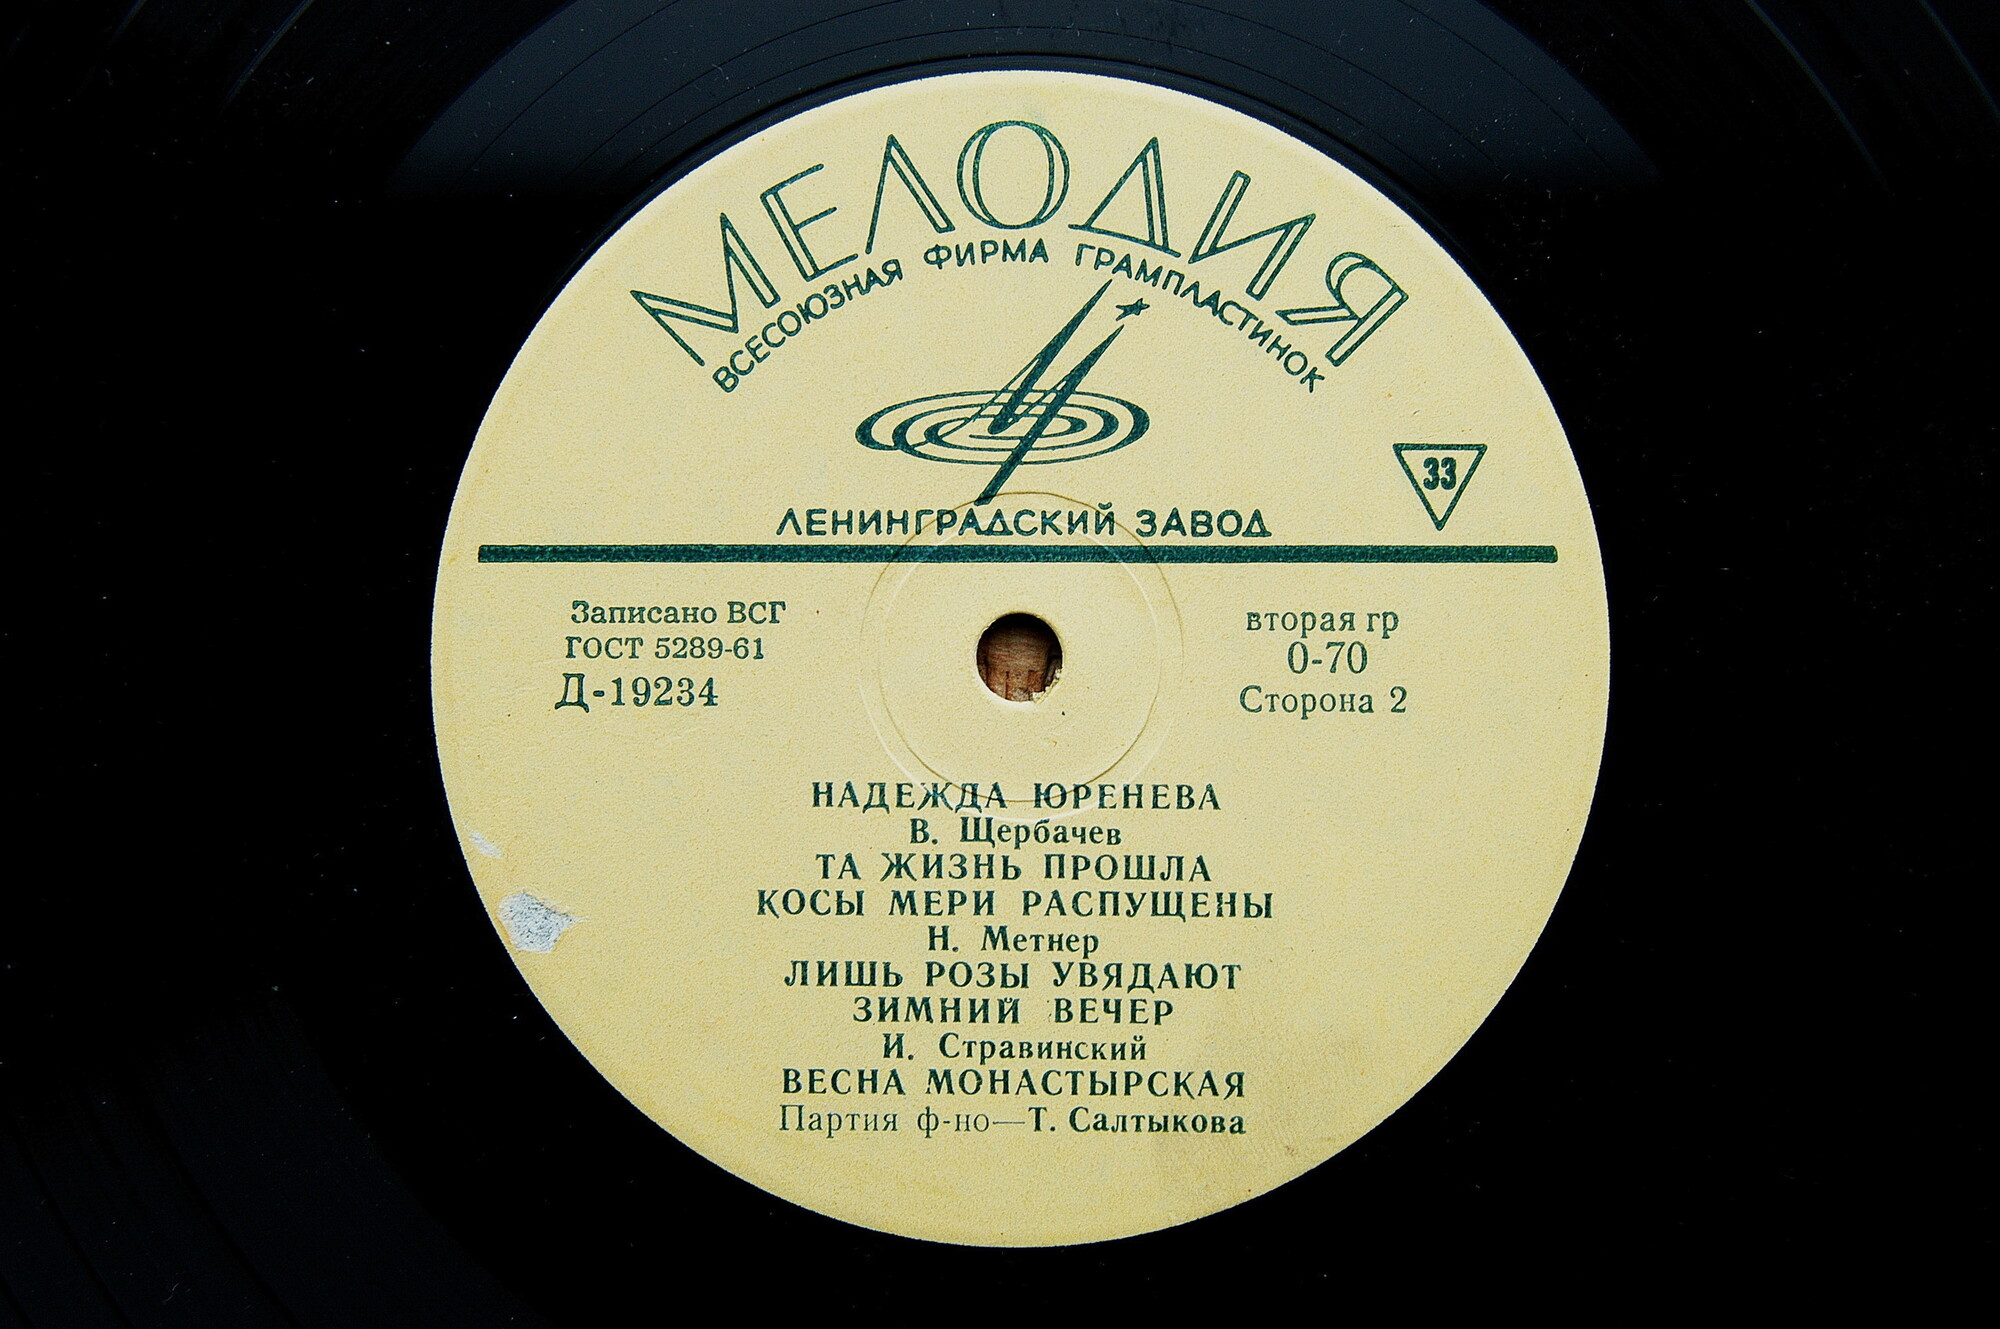 МЕЛОДИЯ
ВСЕСОЮЗНАЯ ФИРМА ГРАМПЛАСТИНОК
33
ЛЕНИНГРАДСКИЙ ЗАВОД
Записано ВСГ
ГОСТ 5289-61
Д-19234
вторая гр
0-70
Сторона 2
НАДЕЖДА ЮРЕНЕВА
В. Щербачев
ТА ЖИЗНЬ ПРОШЛА
КОСЫ МЕРИ РАСПУЩЕНЫ
Н. Метнер
ЛИШЬ РОЗЫ УВЯДАЮТ
ЗИМНИЙ ВЕЧЕР
И. Стравинский
ВЕСНА МОНАСТЫРСКАЯ
Партия ф-но—Т. Салтыкова